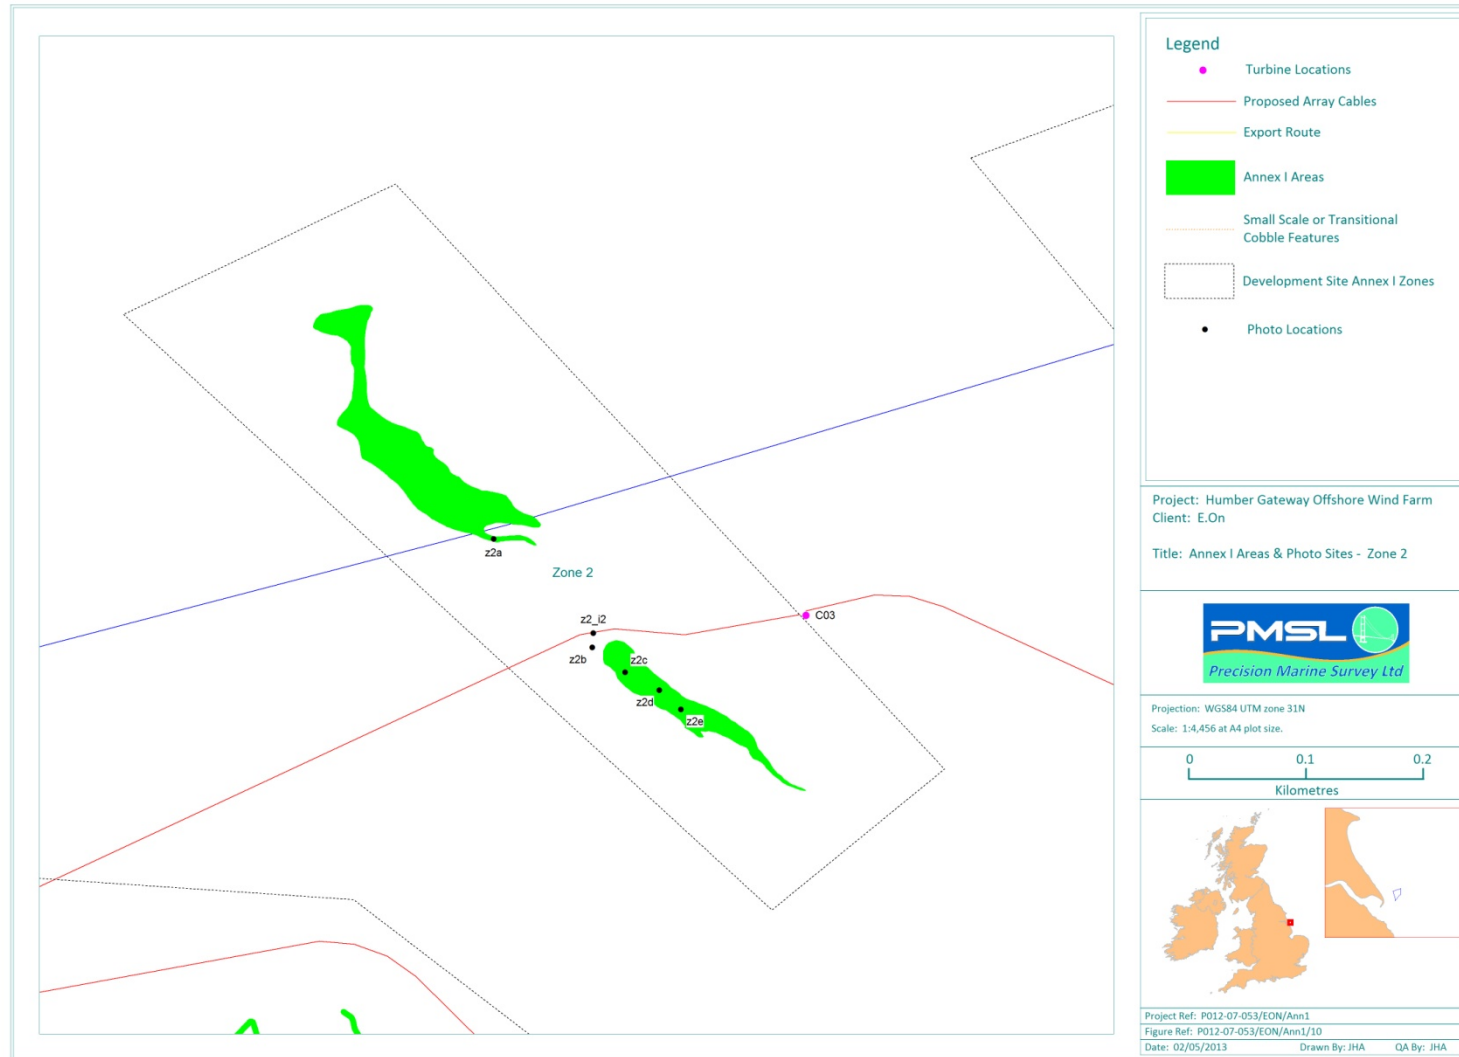 z2a
Zone 2
C03
z2_i2
z2b
z2c
z2d
z2e
Legend
Turbine Locations
Proposed Array Cables
Export Route
Annex I Areas
Small Scale or Transitional
Cobble Features
Development Site Annex I Zones
Photo Locations
Project: Humber Gateway Offshore Wind Farm
Client: E.On
Title: Annex I Areas & Photo Sites - Zone 2
PMSL
Precision Marine Survey Ltd
Projection: WGS84 UTM zone 31N
Scale: 1:4,456 at A4 plot size.
0 0.1 0.2
Kilometres
Project Ref: P012-07-053/EON/Ann1
Figure Ref: P012-07-053/EON/Ann1/10
Date: 02/05/2013 Drawn By: JHA QA By: JHA